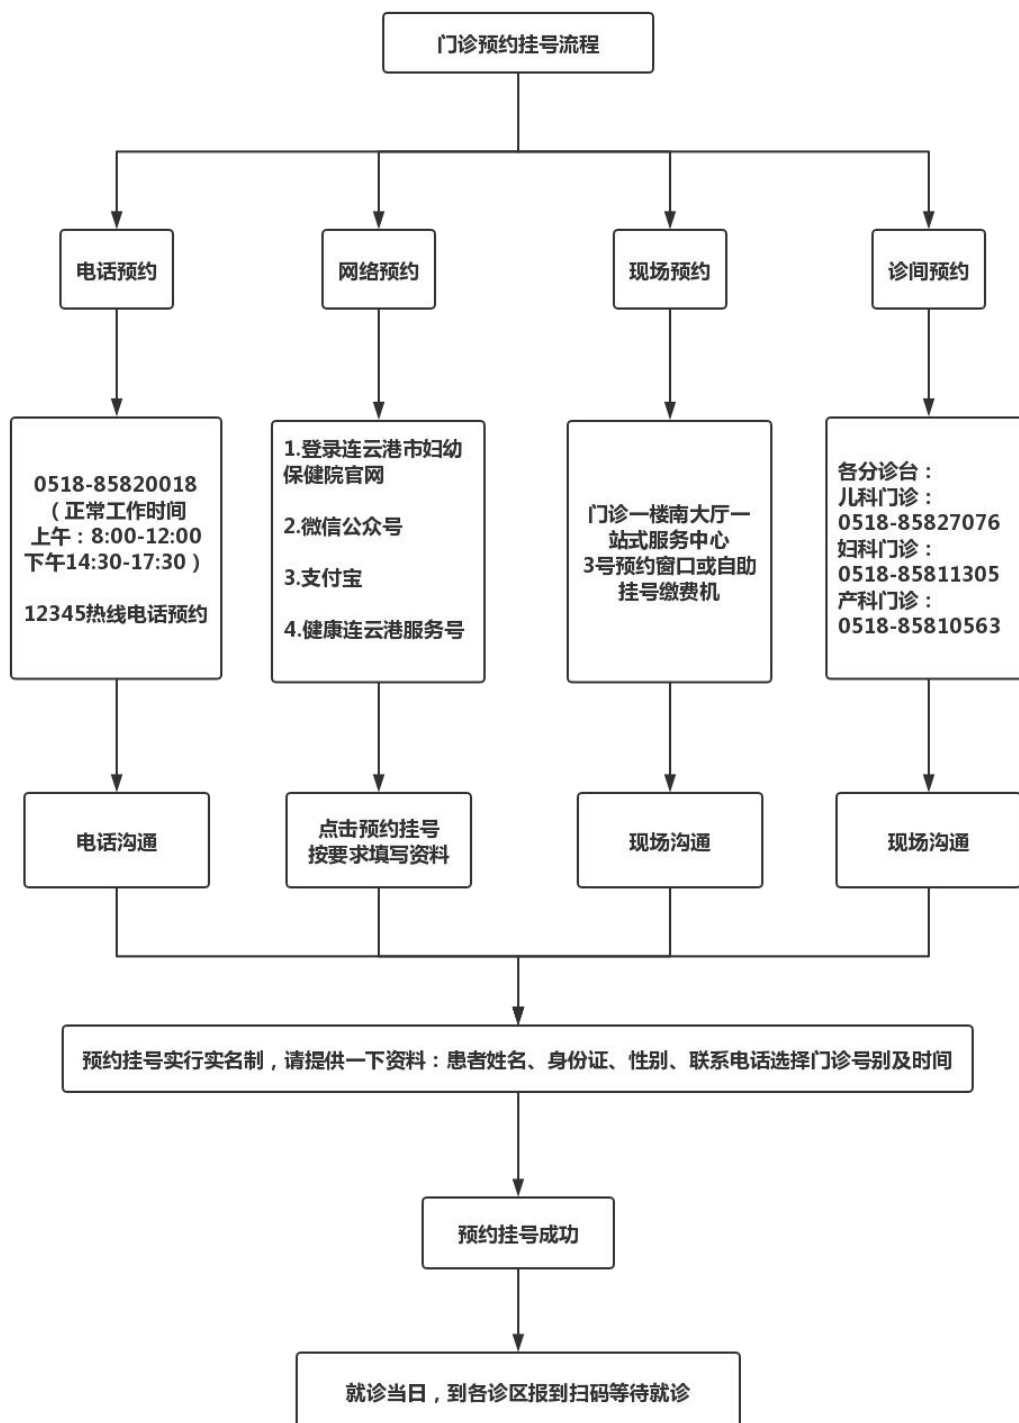 门诊预约挂号流程
电话预约
网络预约
现场预约
诊间预约
0518-85820018
（正常工作时间
上午：8:00-12:00
下午14:30-17:30）
12345热线电话预约
1.登录连云港市妇幼
保健院官网
2.微信公众号
3.支付宝
4.健康连云港服务号
门诊一楼南大厅一
站式服务中心
3号预约窗口或自助
挂号缴费机
各分诊台：
儿科门诊：
0518-85827076
妇科门诊：
0518-85811305
产科门诊：
0518-85810563
电话沟通
点击预约挂号
按要求填写资料
现场沟通
现场沟通
预约挂号实行实名制，请提供一下资料：患者姓名、身份证、性别、联系电话选择门诊号别及时间
预约挂号成功
就诊当日，到各诊区报到扫码等待就诊